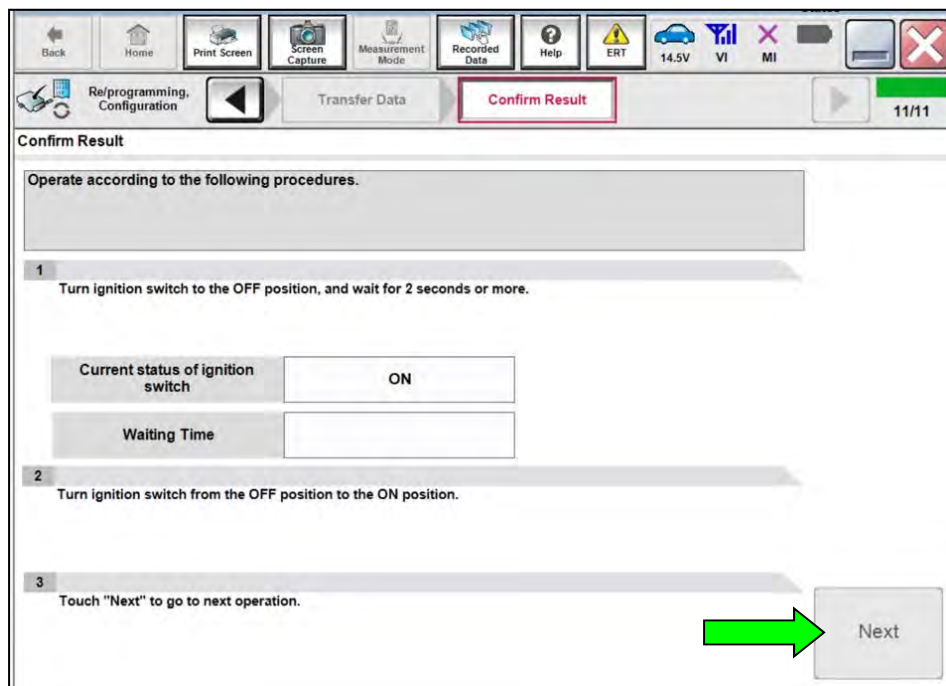 Back
Home
Print Screen
Screen
Capture
Measurement
Mode
Recorded
Data
Help
ERT
14.5V
VI
MI
Re/programming,
Configuration
Transfer Data
Confirm Result
11/11
Confirm Result
Operate according to the following procedures.
1
Turn ignition switch to the OFF position, and wait for 2 seconds or more.
Current status of ignition
switch
ON
Waiting Time
2
Turn ignition switch from the OFF position to the ON position.
3
Touch "Next" to go to next operation.
Next